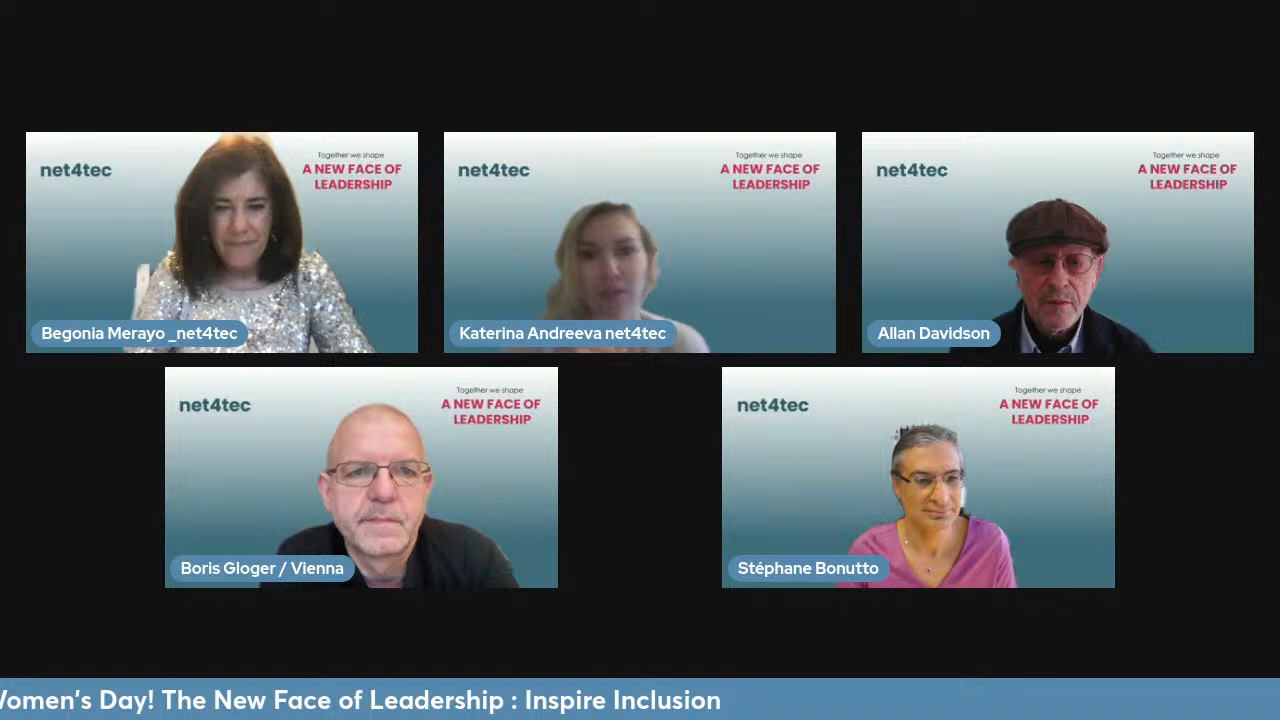 net4tec
Together we shape
A NEW FACE OF
LEADERSHIP
Begonia Merayo _net4tec
net4tec
Together we shape
A NEW FACE OF
LEADERSHIP
Katerina Andreeva net4tec
net4tec
Together we shape
A NEW FACE OF
LEADERSHIP
Allan Davidson
net4tec
Together we shape
A NEW FACE OF
LEADERSHIP
Boris Gloger / Vienna
net4tec
Together we shape
A NEW FACE OF
LEADERSHIP
Stéphane Bonutto
Women's Day! The New Face of Leadership : Inspire Inclusion